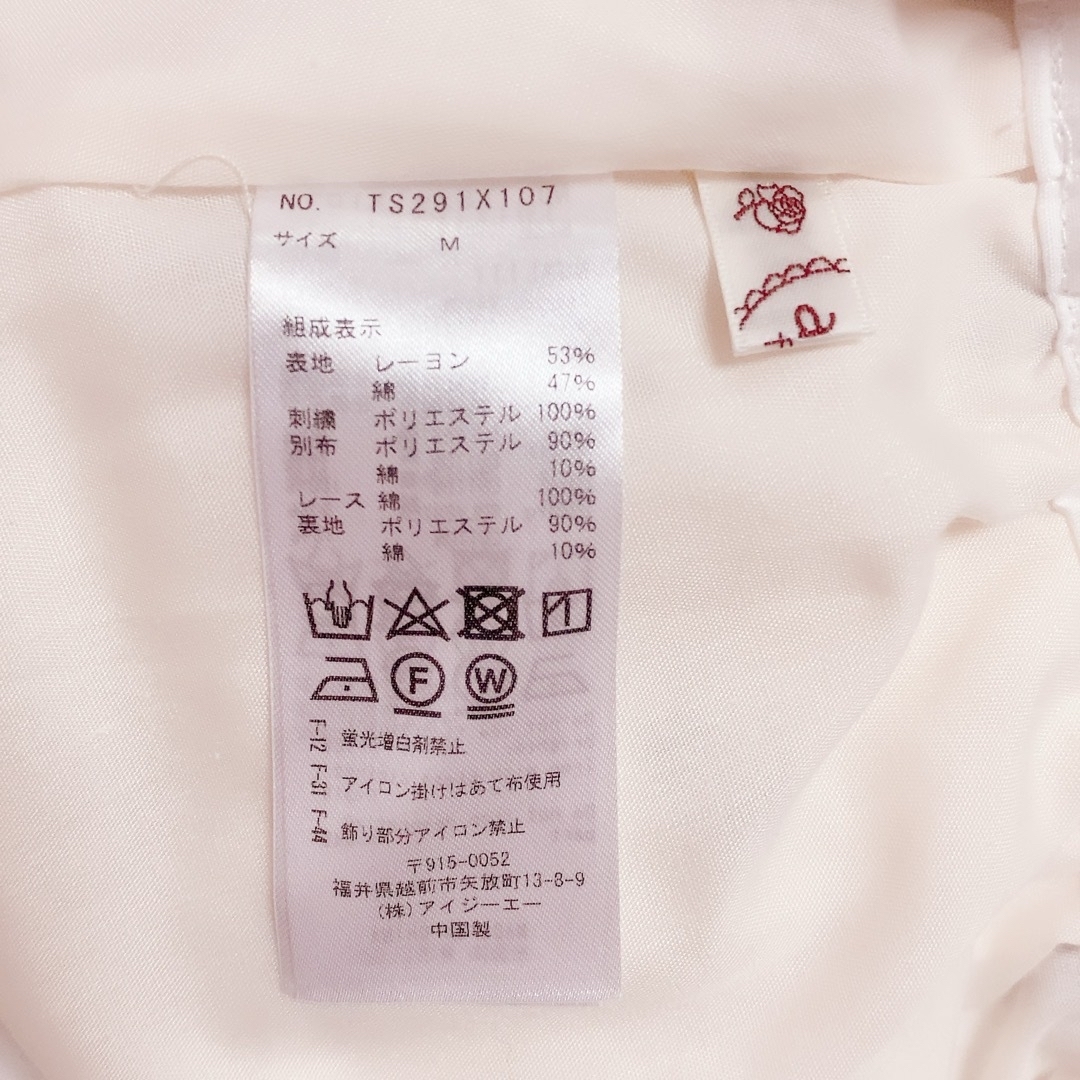 NO. TS291X107
サイズ M
組成表示
表地 レーヨン 53%
綿 47%
刺繍 ポリエステル 100%
別布 ポリエステル 90%
綿 10%
レース 綿 100%
裏地 ポリエステル 90%
綿 10%
F W
F-12 蛍光増白剤禁止
F-31 アイロン掛けはあて布使用
F-44 飾り部分アイロン禁止
〒915-0052
福井県越前市矢放町13-8-9
(株)アイジーエー
中国製